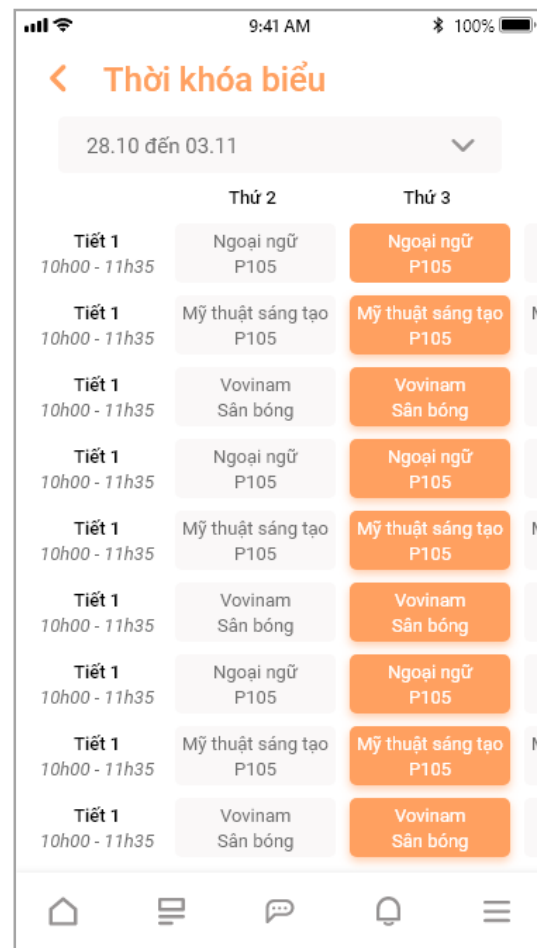 9:41 AM 100%
Thời khóa biểu
28.10 đến 03.11
Thứ 2 Thứ 3
Tiết 1 Ngoại ngữ Ngoại ngữ
10h00 - 11h35 P105 P105
Tiết 1 Mỹ thuật sáng tạo Mỹ thuật sáng tạo
10h00 - 11h35 P105 P105
Tiết 1 Vovinam Vovinam
10h00 - 11h35 Sân bóng Sân bóng
Tiết 1 Ngoại ngữ Ngoại ngữ
10h00 - 11h35 P105 P105
Tiết 1 Mỹ thuật sáng tạo Mỹ thuật sáng tạo
10h00 - 11h35 P105 P105
Tiết 1 Vovinam Vovinam
10h00 - 11h35 Sân bóng Sân bóng
Tiết 1 Ngoại ngữ Ngoại ngữ
10h00 - 11h35 P105 P105
Tiết 1 Mỹ thuật sáng tạo Mỹ thuật sáng tạo
10h00 - 11h35 P105 P105
Tiết 1 Vovinam Vovinam
10h00 - 11h35 Sân bóng Sân bóng